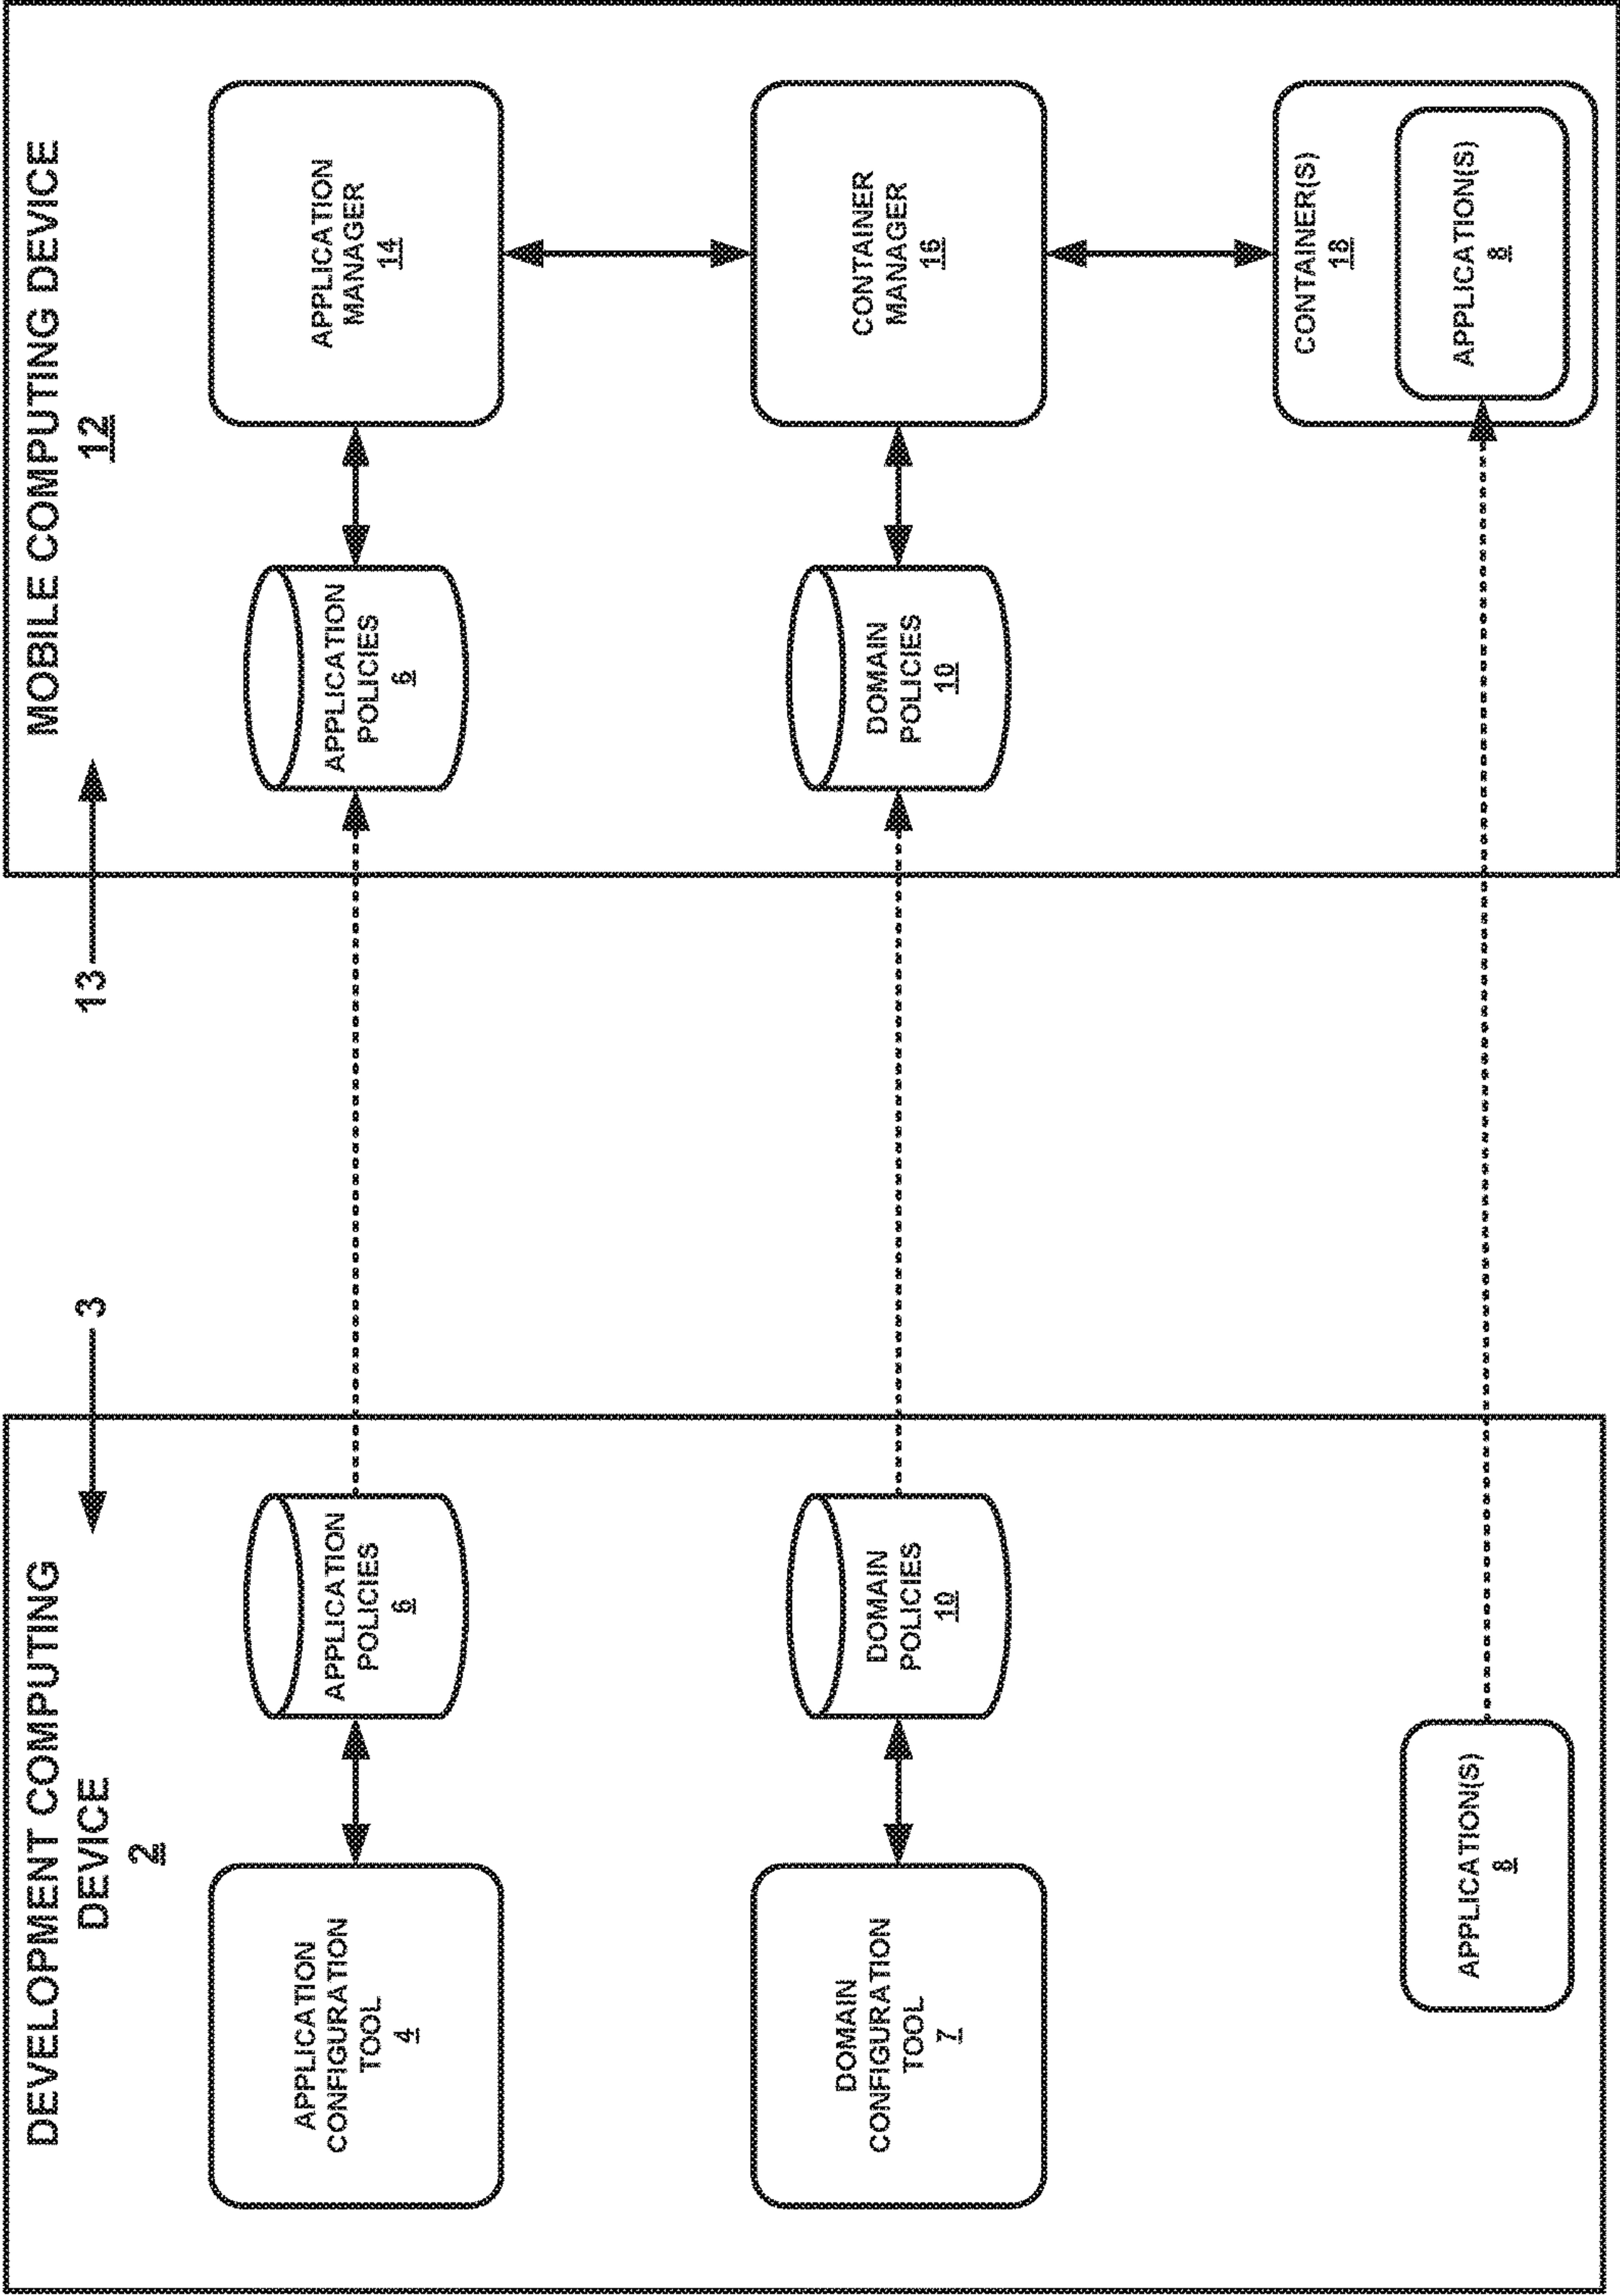 DEVELOPMENT COMPUTING
DEVICE
2
3
13
MOBILE COMPUTING DEVICE
12
APPLICATION
CONFIGURATION
TOOL
4
APPLICATION
POLICIES
6
APPLICATION
POLICIES
6
APPLICATION
MANAGER
14
DOMAIN
CONFIGURATION
TOOL
7
DOMAIN
POLICIES
10
DOMAIN
POLICIES
10
CONTAINER
MANAGER
16
CONTAINER(S)
18
APPLICATION(S)
8
APPLICATION(S)
8